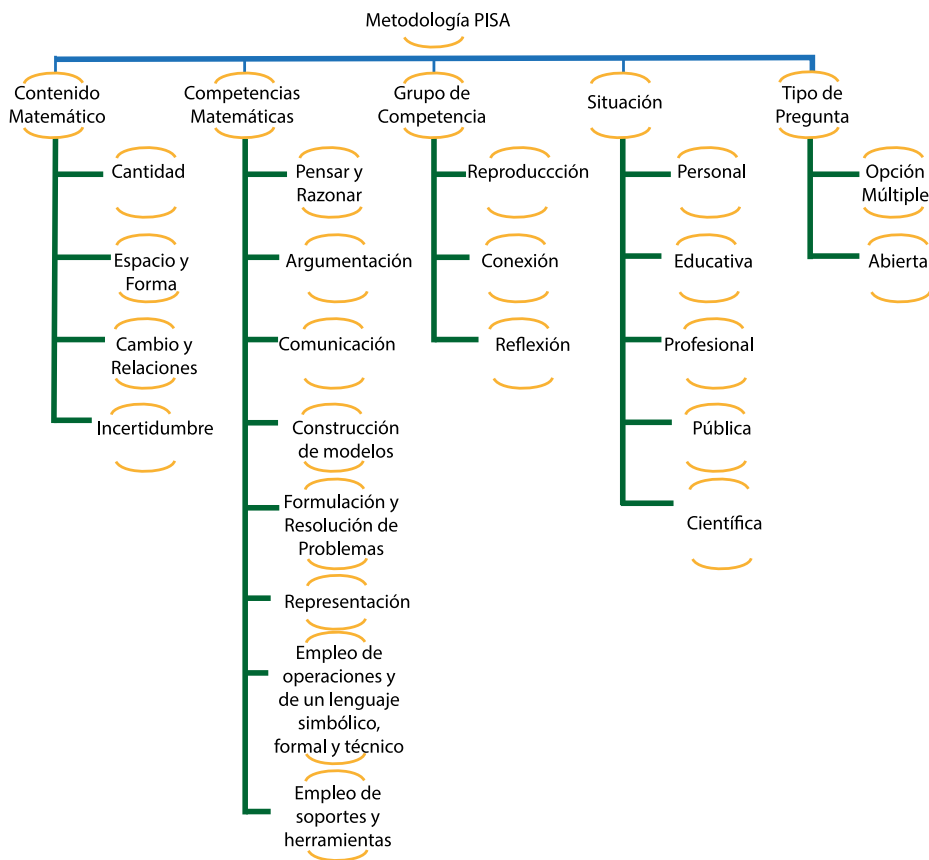 Metodología PISA
Contenido
Matemático
Cantidad
Espacio y
Forma
Cambio y
Relaciones
Incertidumbre
Competencias
Matemáticas
Pensar y
Razonar
Argumentación
Comunicación
Construcción
de modelos
Formulación y
Resolución de
Problemas
Representación
Empleo de
operaciones y
de un lenguaje
simbólico,
formal y técnico
Empleo de
soportes y
herramientas
Grupo de
Competencia
Reproduccción
Conexión
Reflexión
Situación
Personal
Educativa
Profesional
Pública
Científica
Tipo de
Pregunta
Opción
Múltiple
Abierta